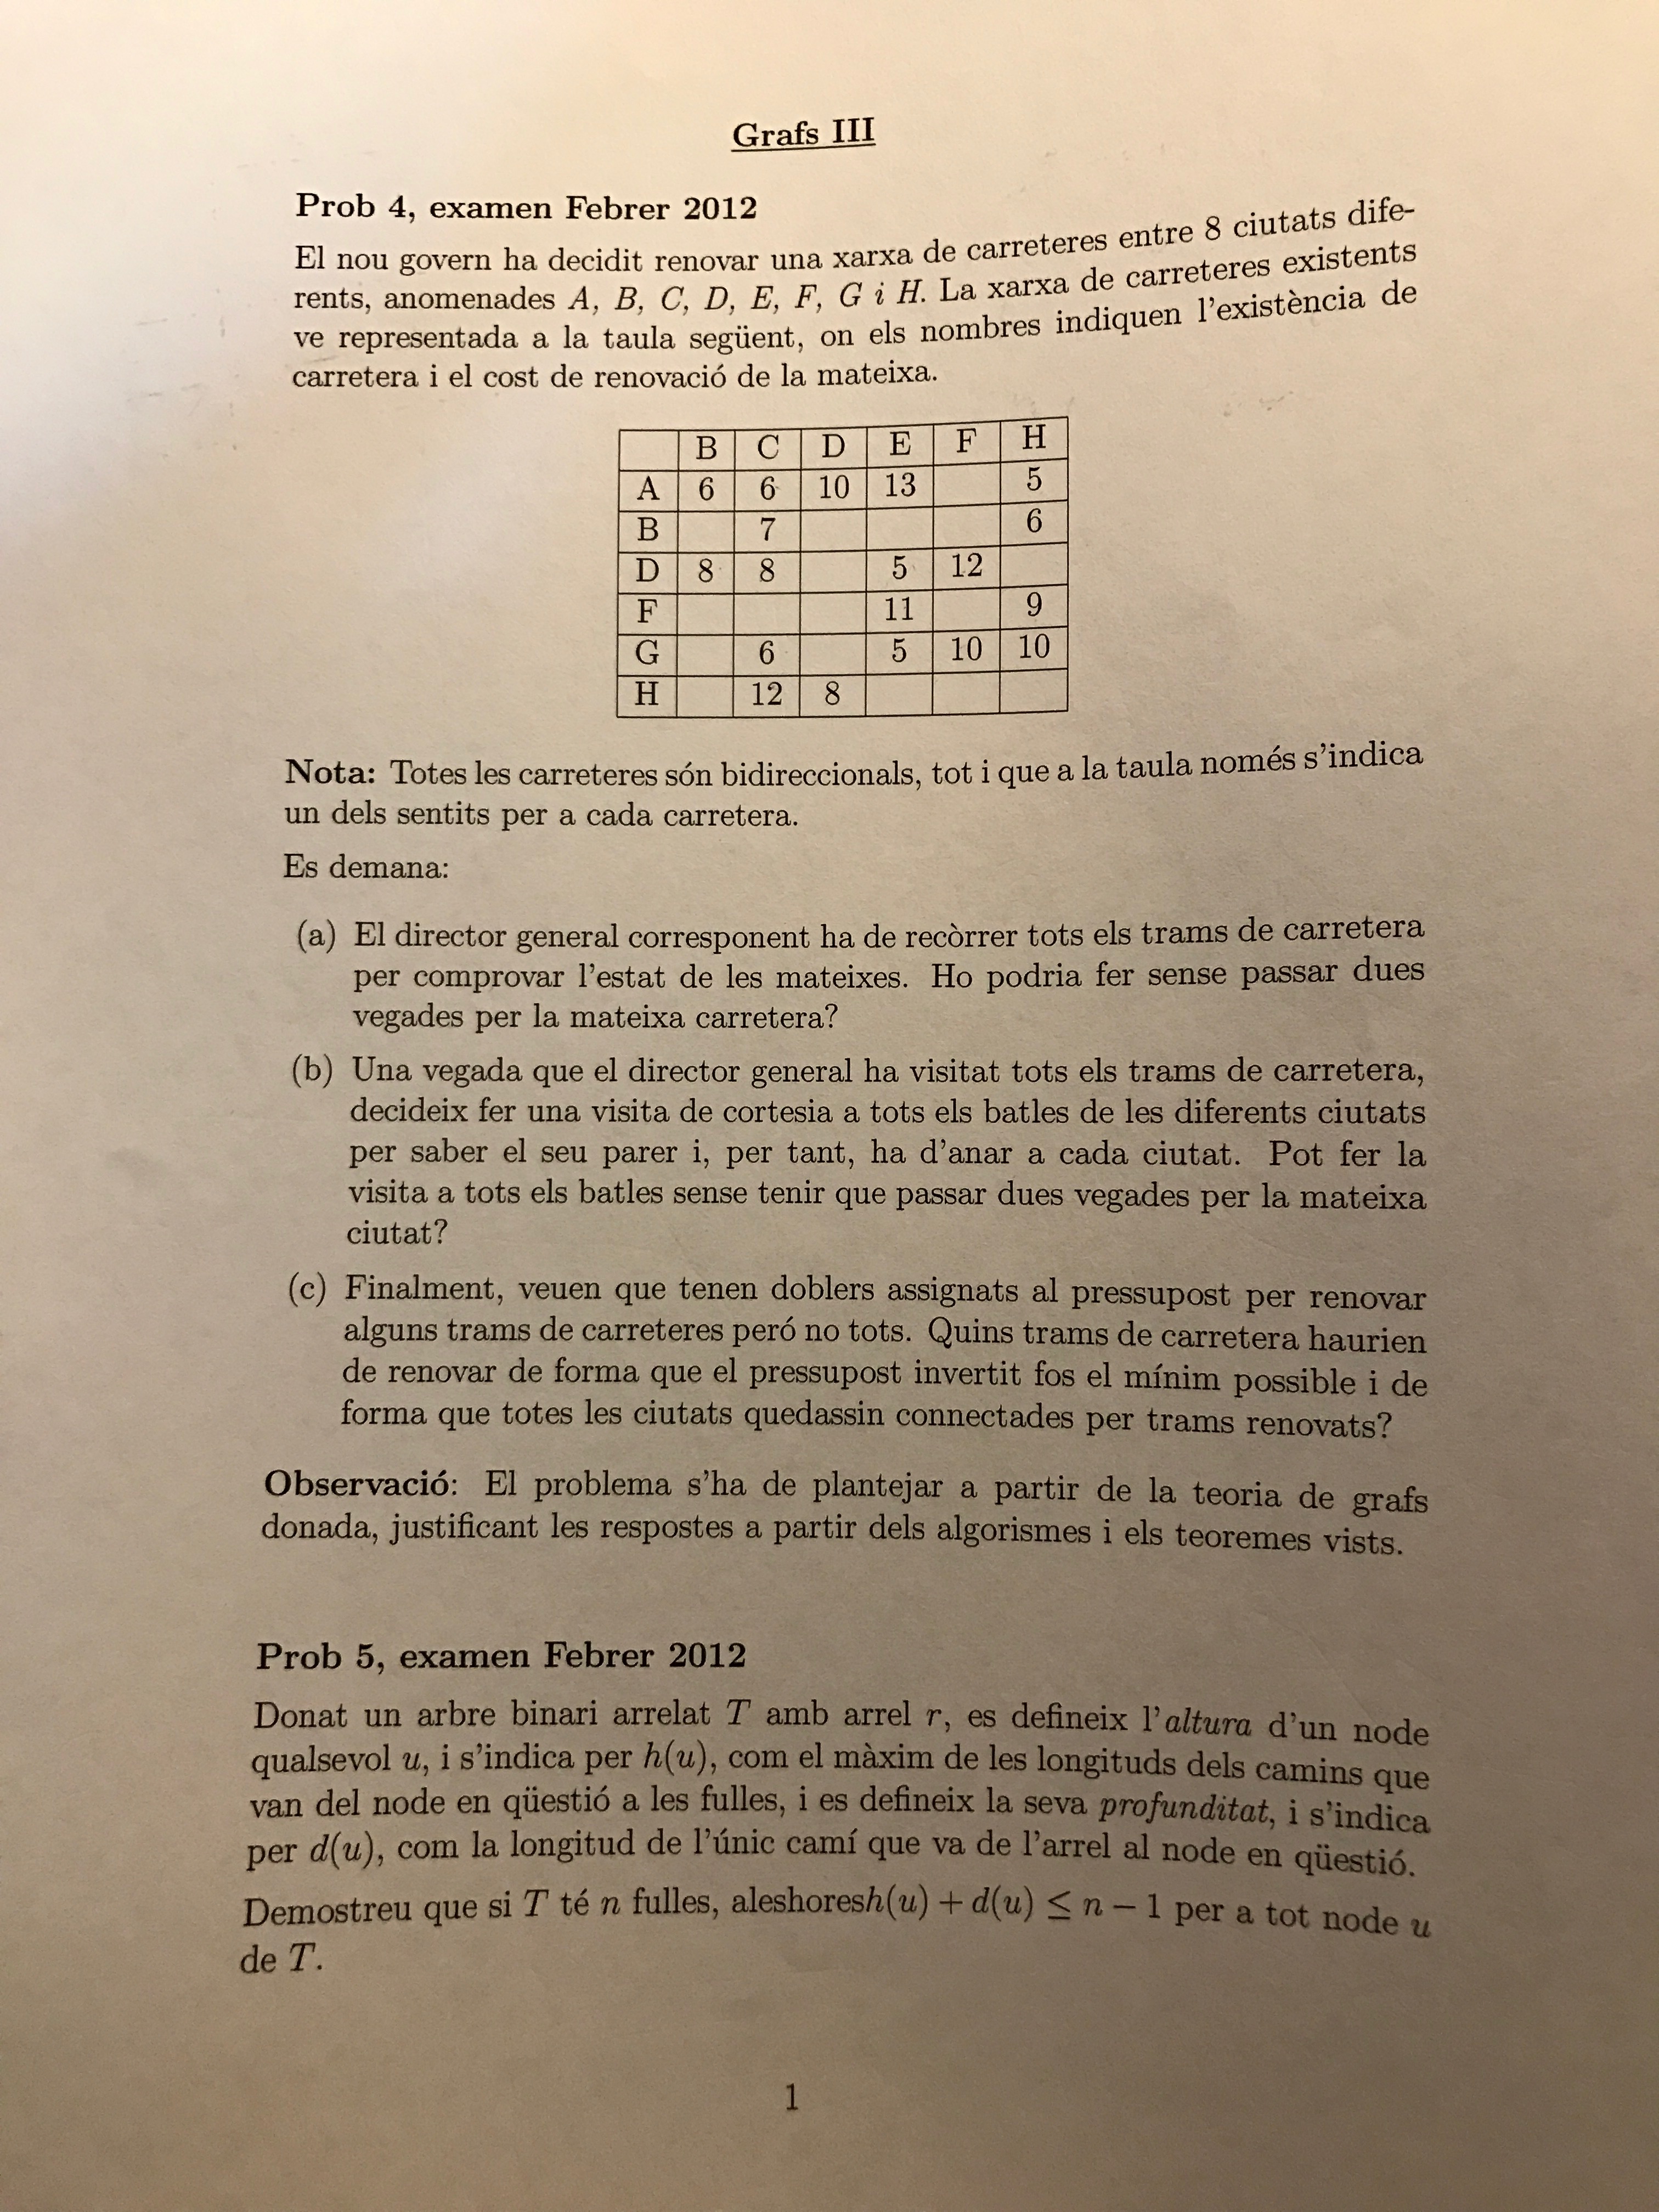 Grafs III
Prob 4, examen Febrer 2012
El nou govern ha decidit renovar una xarxa de carreteres entre 8 ciutats dife-
rents, anomenades A, B, C, D, E, F, G i H. La xarxa de carreteres existents
ve representada a la taula següent, on els nombres indiquen l'existència de
carretera i el cost de renovació de la mateixa.
B C D E F H
A 6 6 10 13 5
B 7 6
D 8 8 5 12
F 11 9
G 6 5 10 10
H 12 8
Nota: Totes les carreteres són bidireccionals, tot i que a la taula només s'indica
un dels sentits per a cada carretera.
Es demana:
(a) El director general corresponent ha de recòrrer tots els trams de carretera
per comprovar l'estat de les mateixes. Ho podria fer sense passar dues
vegades per la mateixa carretera?
(b) Una vegada que el director general ha visitat tots els trams de carretera,
decideix fer una visita de cortesia a tots els batles de les diferents ciutats
per saber el seu parer i, per tant, ha d'anar a cada ciutat. Pot fer la
visita a tots els batles sense tenir que passar dues vegades per la mateixa
ciutat?
(c) Finalment, veuen que tenen doblers assignats al pressupost per renovar
alguns trams de carreteres peró no tots. Quins trams de carretera haurien
de renovar de forma que el pressupost invertit fos el mínim possible i de
forma que totes les ciutats quedassin connectades per trams renovats?
Observació: El problema s'ha de plantejar a partir de la teoria de grafs
donada, justificant les respostes a partir dels algorismes i els teoremes vists.
Prob 5, examen Febrer 2012
Donat un arbre binari arrelat T amb arrel r, es defineix l'altura d'un node
qualsevol u, i s'indica per h(u), com el màxim de les longituds dels camins que
van del node en qüestió a les fulles, i es defineix la seva profunditat, i s'indica
per d(u), com la longitud de l'únic camí que va de l'arrel al node en qüestió.
Demostreu que si T té n fulles, aleshoresh(u) + d(u) ≤ n − 1 per a tot node u
de T.
1